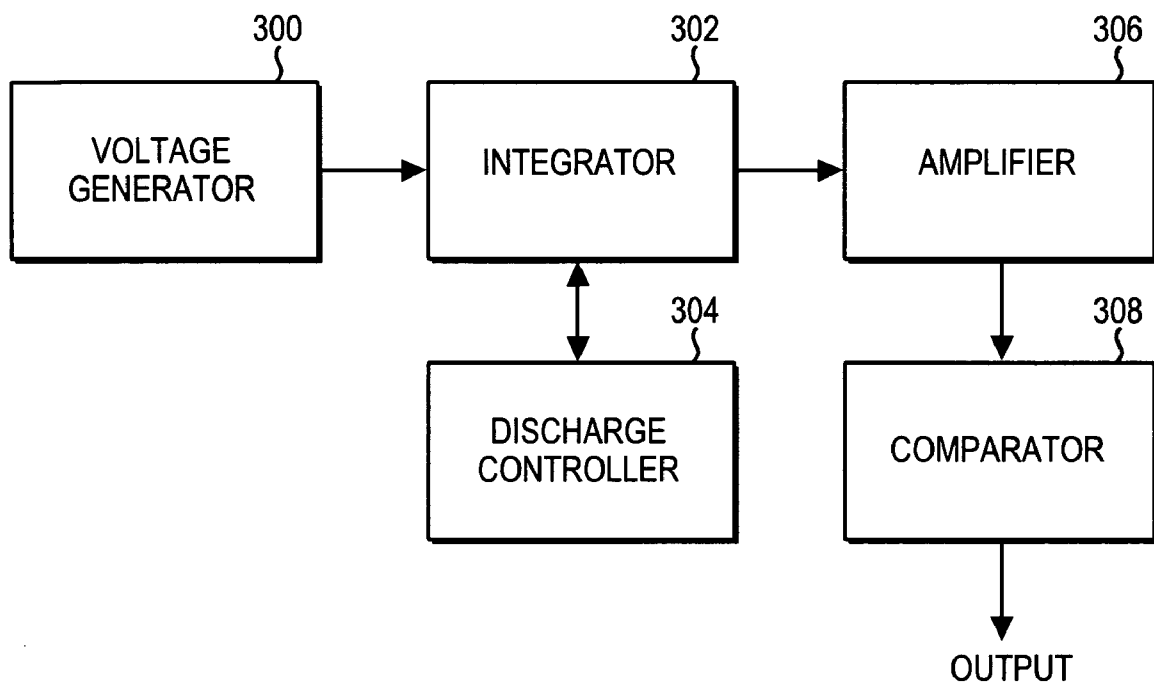 300
302
306
VOLTAGE
GENERATOR
INTEGRATOR
AMPLIFIER
304
308
DISCHARGE
CONTROLLER
COMPARATOR
OUTPUT